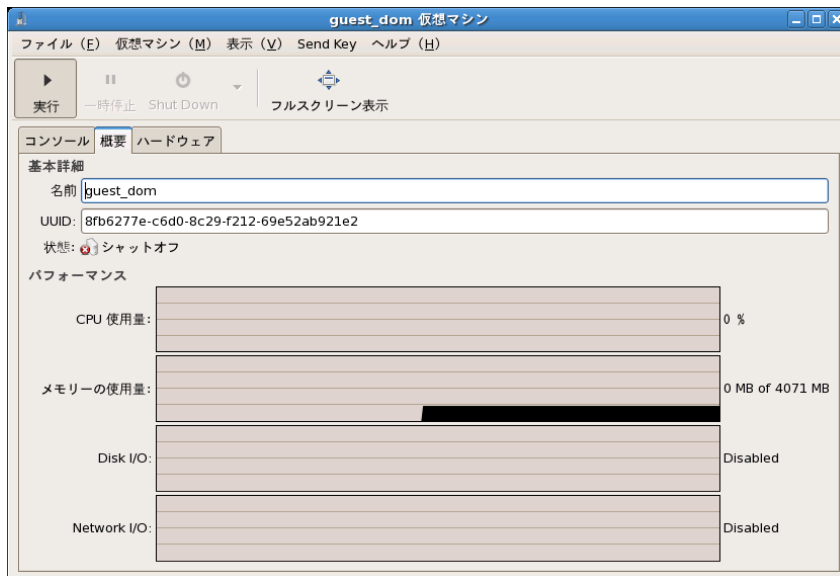 guest_dom 仮想マシン
ファイル（F） 仮想マシン（M） 表示（V） Send Key ヘルプ（H）
実行 一時停止 Shut Down フルスクリーン表示
コンソール 概要 ハードウェア
基本詳細
名前 guest_dom
UUID: 8fb6277e-c6d0-8c29-f212-69e52ab921e2
状態: シャットオフ
パフォーマンス
CPU 使用量: 0 %
メモリーの使用量: 0 MB of 4071 MB
Disk I/O: Disabled
Network I/O: Disabled